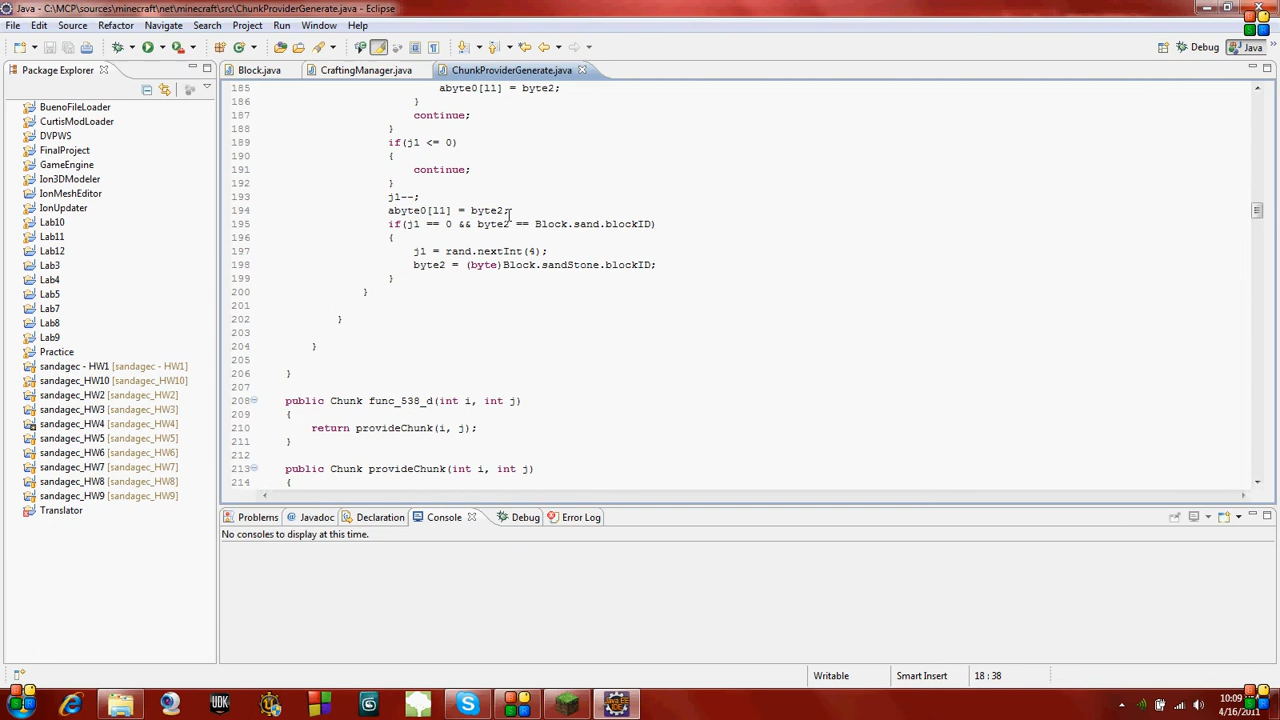 Java - C:\MCP\sources\minecraft\net\minecraft\src\ChunkProviderGenerate.java - Eclipse
File Edit Source Refactor Navigate Search Project Run Window Help
Debug Java
Package Explorer
Block.java CraftingManager.java ChunkProviderGenerate.java
BuenoFileLoader
CurtisModLoader
DVPWS
FinalProject
GameEngine
Ion3DModeler
IonMeshEditor
IonUpdater
Lab10
Lab11
Lab12
Lab3
Lab4
Lab5
Lab7
Lab8
Lab9
Practice
sandagec - HW1 [sandagec - HW1]
sandagec_HW10 [sandagec_HW10]
sandagec_HW2 [sandagec_HW2]
sandagec_HW3 [sandagec_HW3]
sandagec_HW4 [sandagec_HW4]
sandagec_HW5 [sandagec_HW5]
sandagec_HW6 [sandagec_HW6]
sandagec_HW7 [sandagec_HW7]
sandagec_HW8 [sandagec_HW8]
sandagec_HW9 [sandagec_HW9]
Translator
185 abyte0[l1] = byte2;
186 }
187 continue;
188 }
189 if(j1 <= 0)
190 {
191 continue;
192 }
193 j1--;
194 abyte0[l1] = byte2;
195 if(j1 == 0 && byte2 == Block.sand.blockID)
196 {
197 j1 = rand.nextInt(4);
198 byte2 = (byte)Block.sandStone.blockID;
199 }
200 }
201
202 }
203
204 }
205
206 }
207
208 public Chunk func_538_d(int i, int j)
209 {
210 return provideChunk(i, j);
211 }
212
213 public Chunk provideChunk(int i, int j)
214 {
Problems Javadoc Declaration Console Debug Error Log
No consoles to display at this time.
Writable Smart Insert 18 : 38
UDK
10:09
4/16/2011